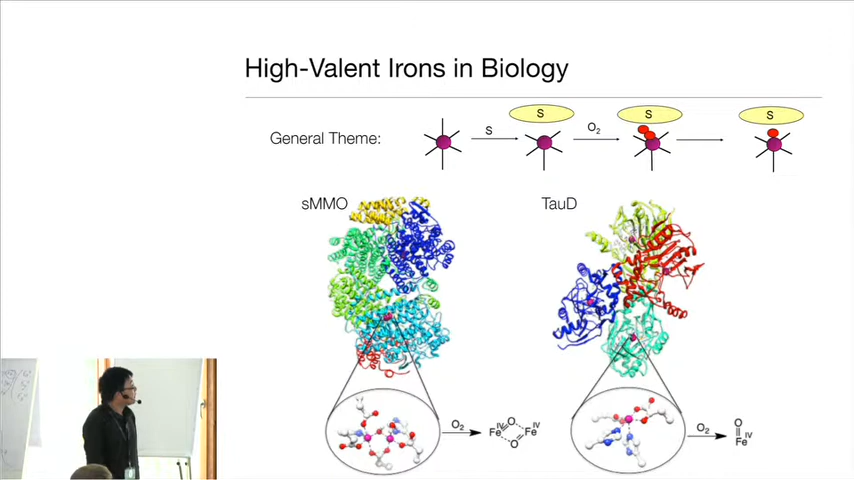 High-Valent Irons in Biology
General Theme:
S
S
O2
S
S
sMMO
TauD
O2
Fe IV O O Fe IV
O2
O
Fe IV